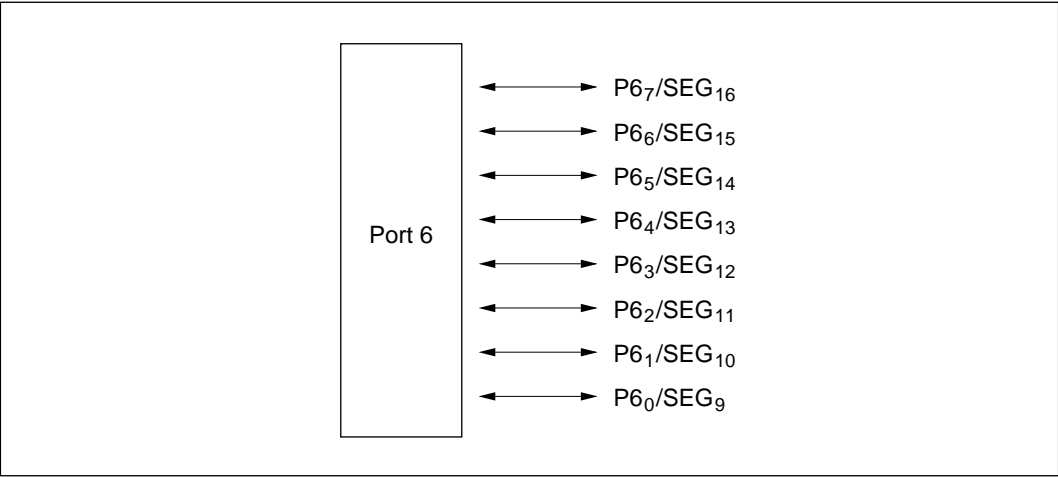 P6₇/SEG₁₆
P6₆/SEG₁₅
P6₅/SEG₁₄
P6₄/SEG₁₃
Port 6
P6₃/SEG₁₂
P6₂/SEG₁₁
P6₁/SEG₁₀
P6₀/SEG₉